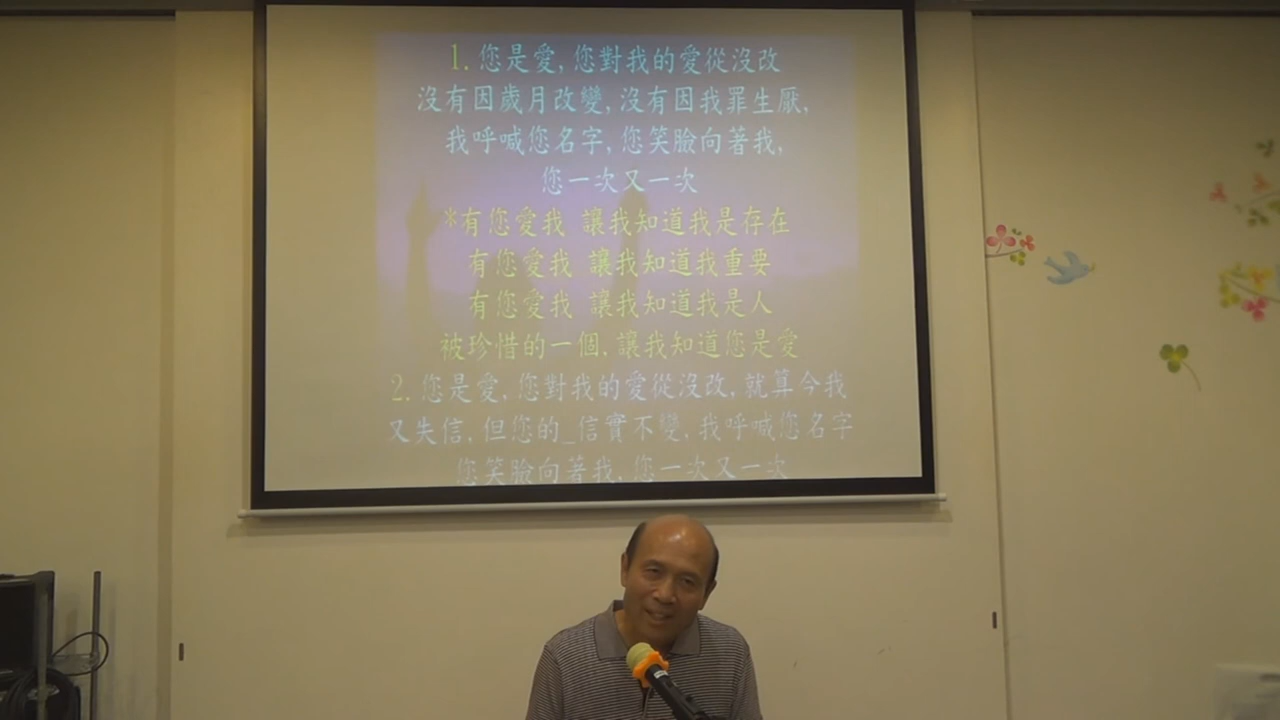 1. 您是愛, 您對我的愛從沒改
沒有因歲月改變, 沒有因我罪生厭,
我呼喊您名字, 您笑臉向著我,
您一次又一次
*有您愛我 讓我知道我是存在
有您愛我 讓我知道我重要
有您愛我 讓我知道我是人
被珍惜的一個, 讓我知道您是愛
2. 您是愛, 您對我的愛從沒改, 就算今我
又失信, 但您的_信實不變, 我呼喊您名字
您笑臉向著我, 您一次又一次